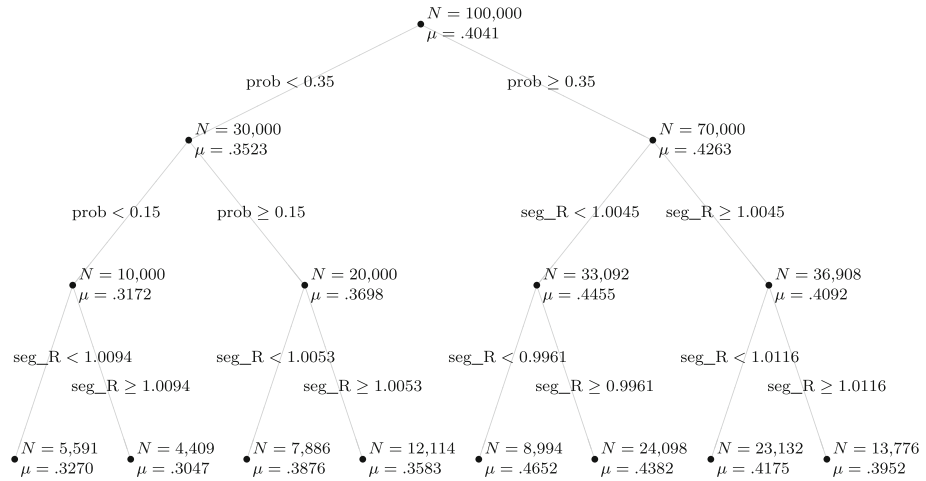 N = 100,000
μ = .4041
prob < 0.35
prob ≥ 0.35
N = 30,000
μ = .3523
N = 70,000
μ = .4263
prob < 0.15
prob ≥ 0.15
seg_R < 1.0045
seg_R ≥ 1.0045
N = 10,000
μ = .3172
N = 20,000
μ = .3698
N = 33,092
μ = .4455
N = 36,908
μ = .4092
seg_R < 1.0094
seg_R ≥ 1.0094
seg_R < 1.0053
seg_R ≥ 1.0053
seg_R < 0.9961
seg_R ≥ 0.9961
seg_R < 1.0116
seg_R ≥ 1.0116
N = 5,591
μ = .3270
N = 4,409
μ = .3047
N = 7,886
μ = .3876
N = 12,114
μ = .3583
N = 8,994
μ = .4652
N = 24,098
μ = .4382
N = 23,132
μ = .4175
N = 13,776
μ = .3952